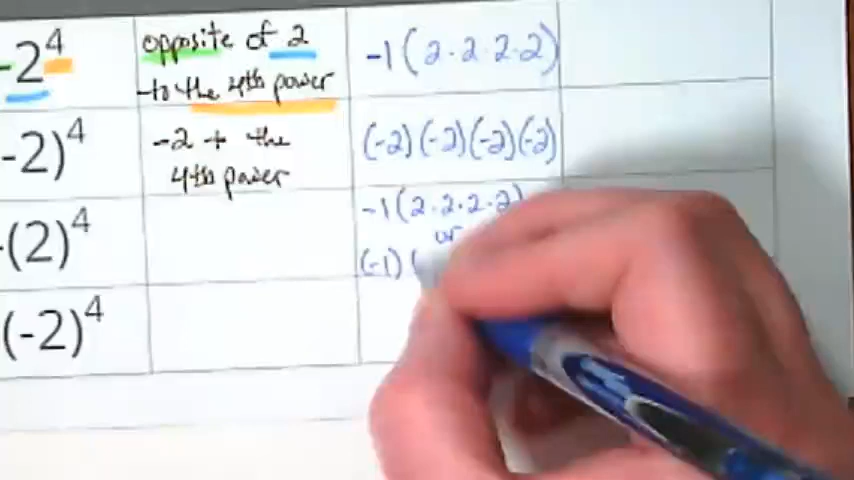 -2⁴
opposite of 2
to the 4th power
-1(2·2·2·2)
-2)⁴
-2 to the
4th power
(-2)(-2)(-2)(-2)
-(2)⁴
-1(2·2·2·2)
or
(-1)(
(-2)⁴